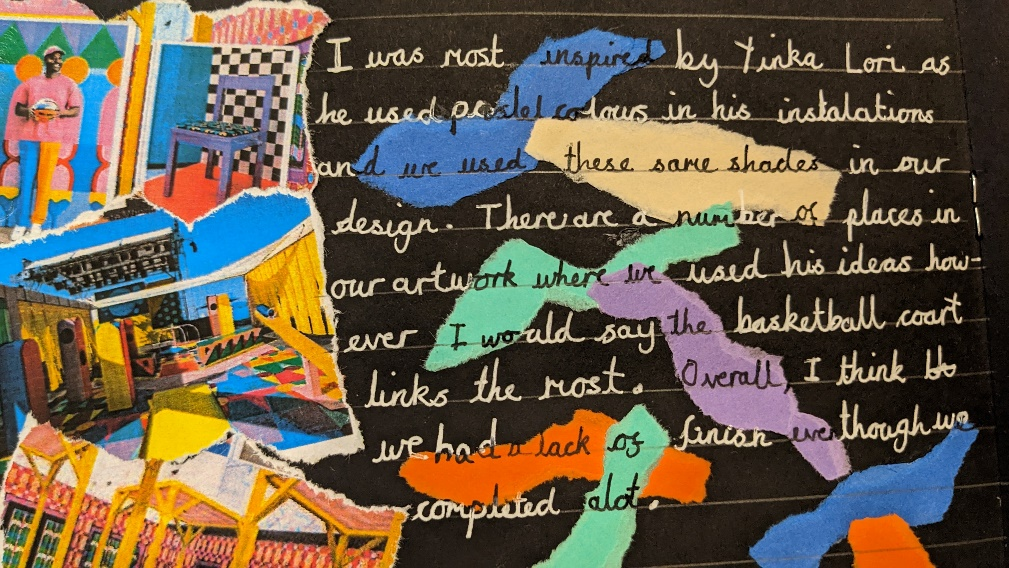 I was most inspired by Yinka Lori as
he used pastel colours in his instalations
and we used these same shades in our
design. There are a number of places in
our artwork where we used his ideas how-
ever I would say the basketball court
links the most. Overall, I think
we had a lack of finish even though we
completed alot.